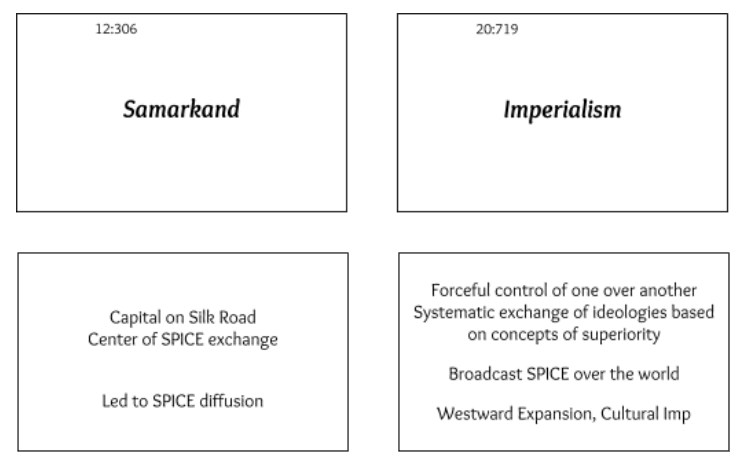 12:306
Samarkand
20:719
Imperialism
Capital on Silk Road
Center of SPICE exchange
Led to SPICE diffusion
Forceful control of one over another
Systematic exchange of ideologies based
on concepts of superiority
Broadcast SPICE over the world
Westward Expansion, Cultural Imp